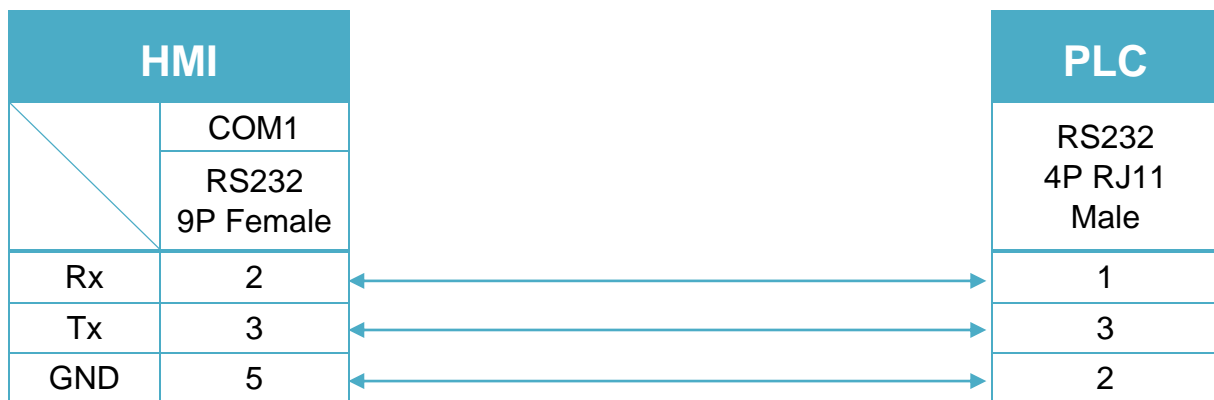 HMI
PLC
COM1
RS232
9P Female
RS232
4P RJ11
Male
Rx 2 1
Tx 3 3
GND 5 2